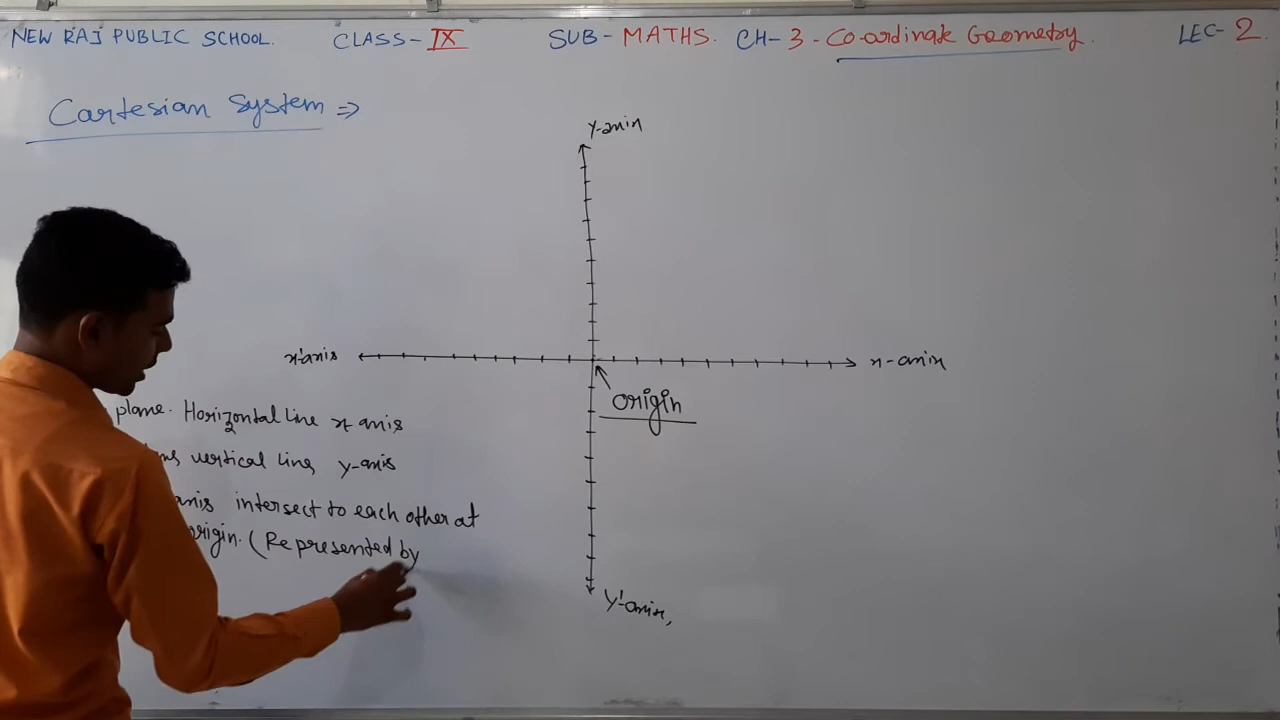 NEW RAJ PUBLIC SCHOOL. CLASS - IX SUB - MATHS. CH- 3 - Co-ordinate Geometry. LEC- 2.
Cartesian System ⇒
y-axis
x'axis
x-axis
origin
plane. Horizontal line x axis
vertical line, y-axis
axis intersect to each other at
origin. (Represented by
y'-axis,